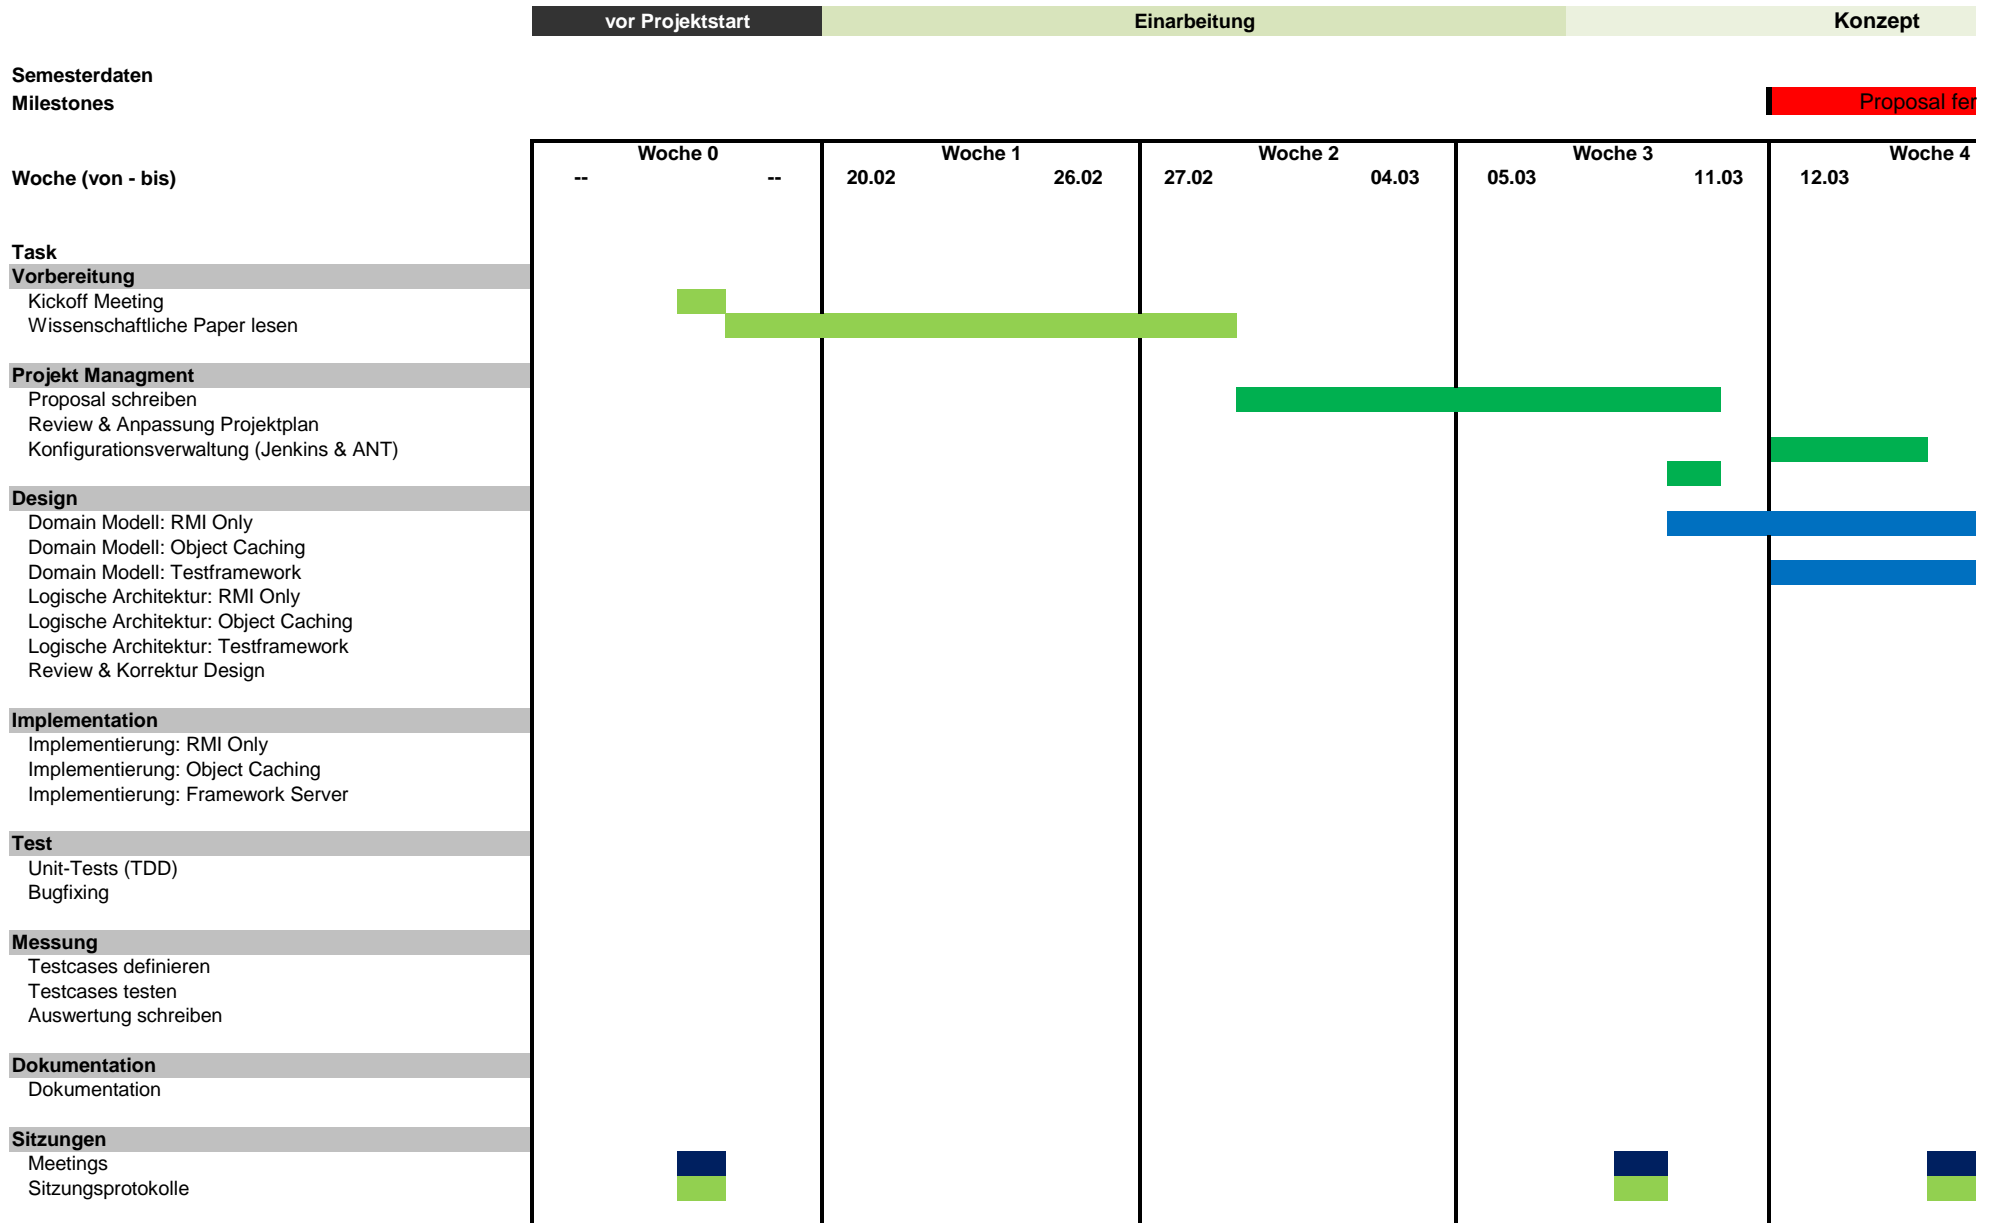 vor Projektstart Einarbeitung Konzept
Semesterdaten
Milestones Proposal fer
Woche 0 Woche 1 Woche 2 Woche 3 Woche 4
Woche (von - bis) -- -- 20.02 26.02 27.02 04.03 05.03 11.03 12.03
Task
Vorbereitung
Kickoff Meeting
Wissenschaftliche Paper lesen
Projekt Managment
Proposal schreiben
Review & Anpassung Projektplan
Konfigurationsverwaltung (Jenkins & ANT)
Design
Domain Modell: RMI Only
Domain Modell: Object Caching
Domain Modell: Testframework
Logische Architektur: RMI Only
Logische Architektur: Object Caching
Logische Architektur: Testframework
Review & Korrektur Design
Implementation
Implementierung: RMI Only
Implementierung: Object Caching
Implementierung: Framework Server
Test
Unit-Tests (TDD)
Bugfixing
Messung
Testcases definieren
Testcases testen
Auswertung schreiben
Dokumentation
Dokumentation
Sitzungen
Meetings
Sitzungsprotokolle